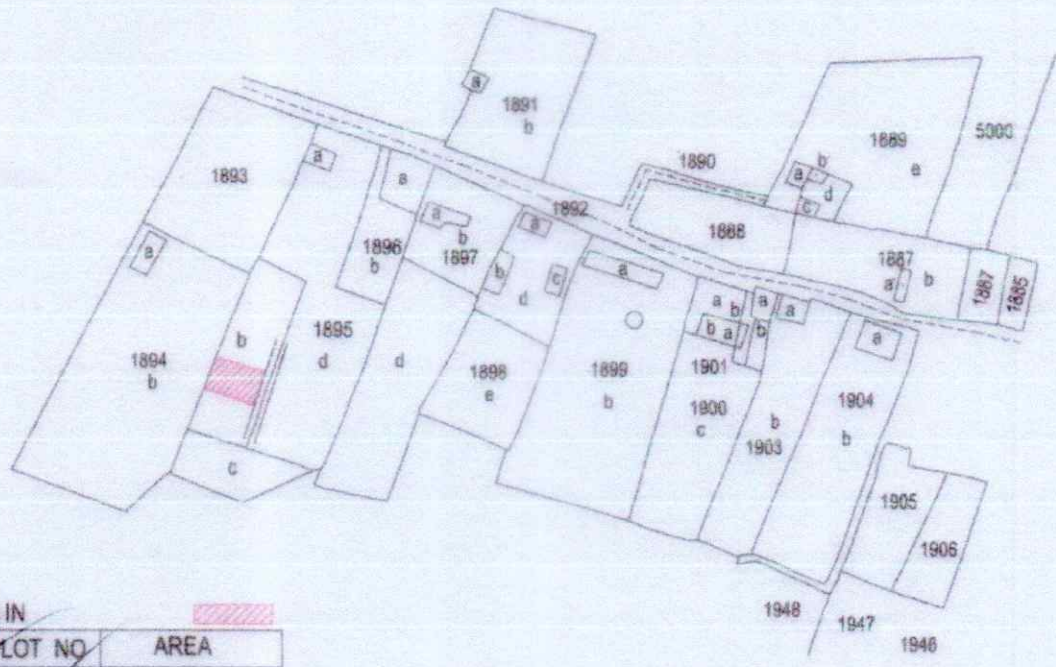 1891
a
b
1889
e
5000
1890
a
b
d
c
1893
a
a
1892
1888
1887
a
b
1887
1885
a
1896
b
a
b
1897
a
b
c
d
a
a
b
b
a
a
b
a
a
1894
b
b
1895
d
d
1898
e
1899
b
1901
1900
c
b
1903
1904
b
c
1905
1906
1948
1947
1946
IN
LOT NO
AREA